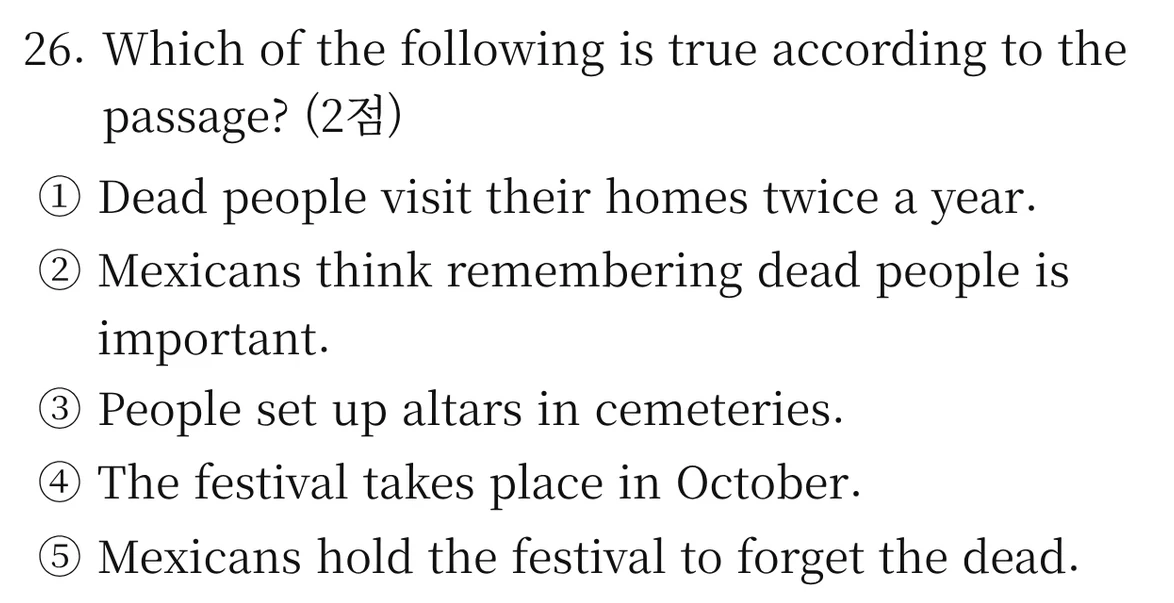 26. Which of the following is true according to the
passage? (2점)
① Dead people visit their homes twice a year.
② Mexicans think remembering dead people is
important.
③ People set up altars in cemeteries.
④ The festival takes place in October.
⑤ Mexicans hold the festival to forget the dead.